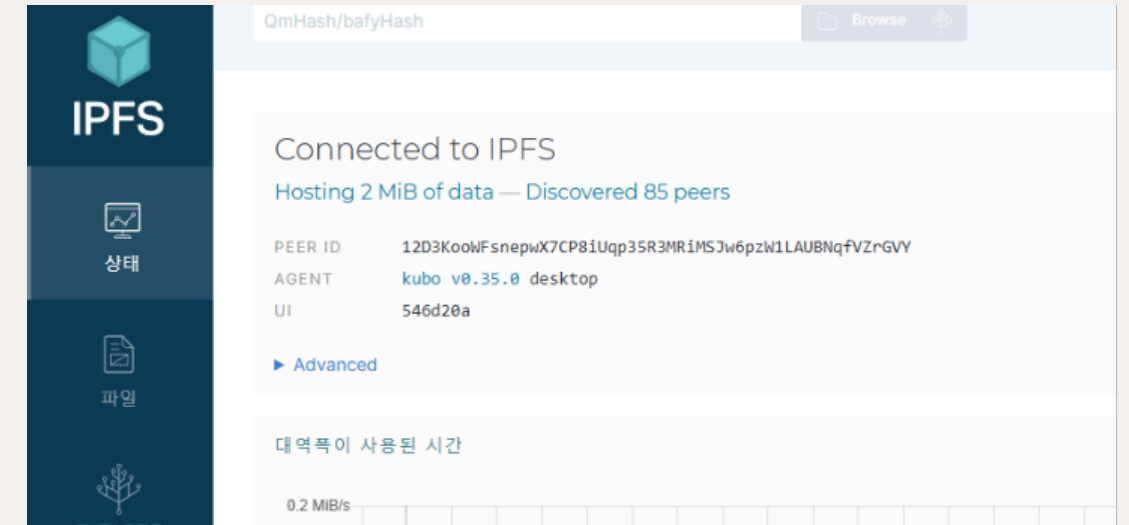 QmHash/bafyHash
Browse
IPFS
Connected to IPFS
Hosting 2 MiB of data — Discovered 85 peers
PEER ID 12D3KooWFsnepwX7CP8iUqp35R3MRiMSJw6pzW1LAUBNqfVZrGVY
AGENT kubo v0.35.0 desktop
UI 546d20a
▶ Advanced
상태
파일
대역폭이 사용된 시간
0.2 MiB/s